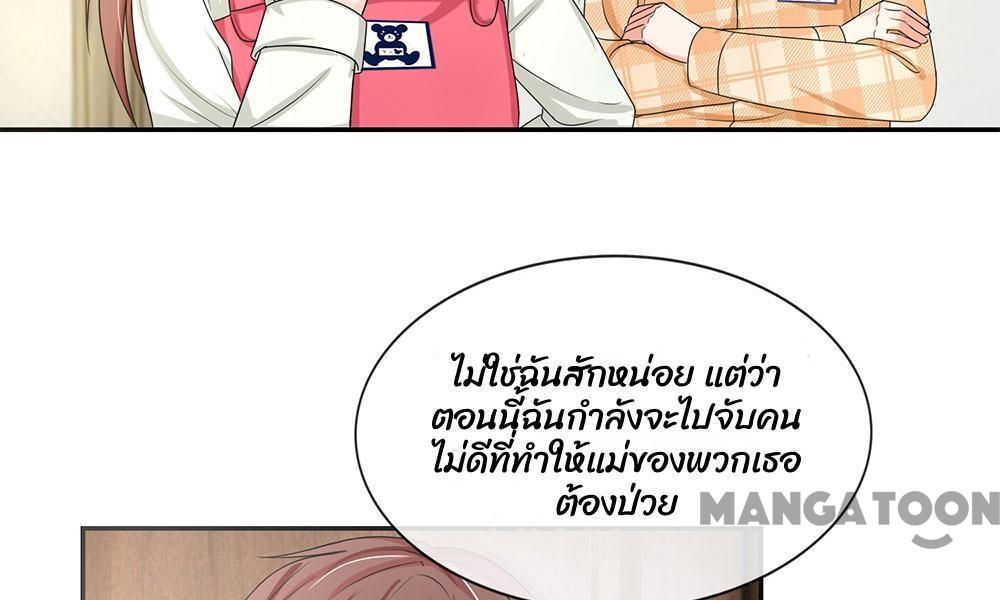 ไม่ใช่ฉันสักหน่อย แต่ว่า
ตอนนี้ฉันกำลังจะไปจับคน
ไม่ดีที่ทำให้แม่ของพวกเธอ
ต้องป่วย
MANGATOON